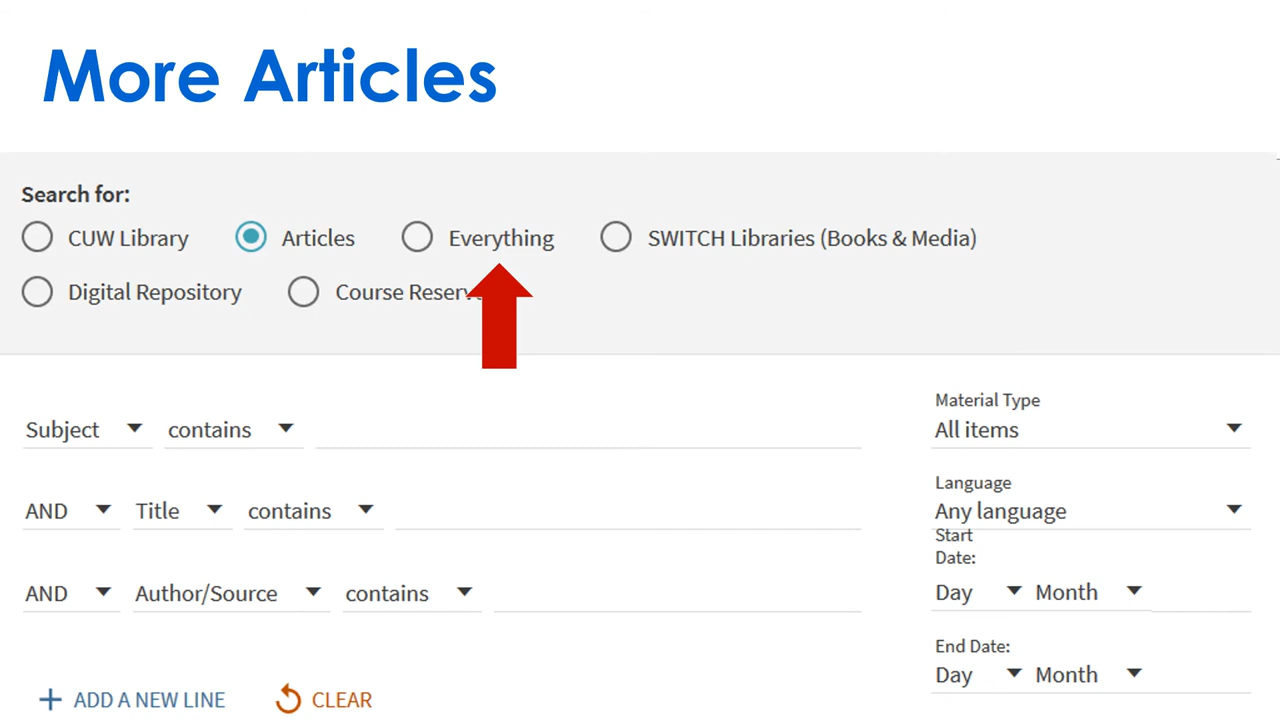 More Articles
Search for:
CUW Library Articles Everything SWITCH Libraries (Books & Media)
Digital Repository Course
Subject contains
AND Title contains
AND Author/Source contains
ADD A NEW LINE CLEAR
Material Type
All items
Language
Any language
Start
Date:
Day Month
End Date:
Day Month